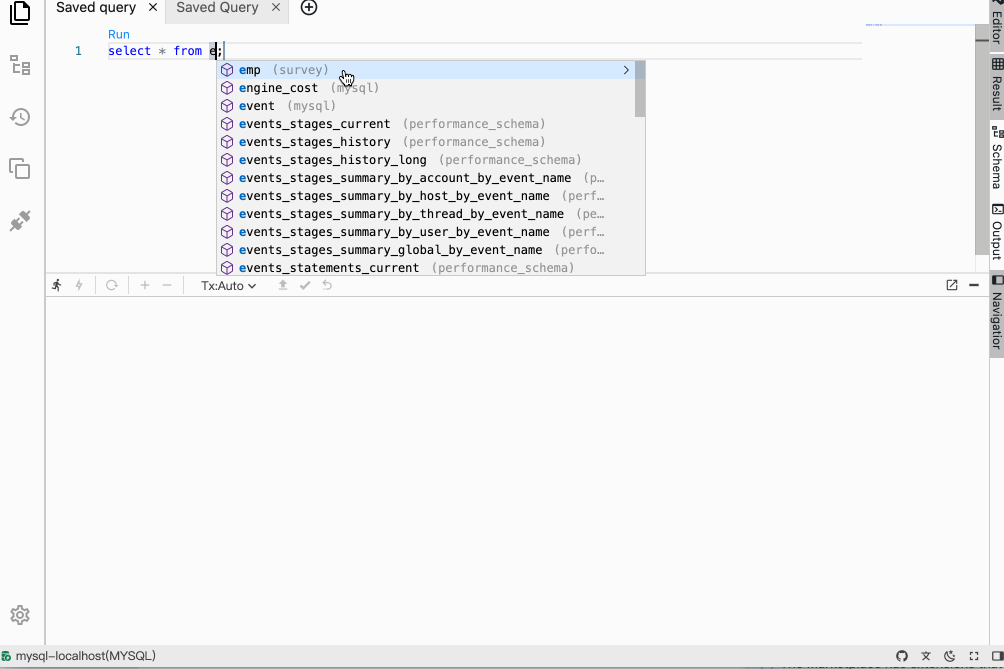 Saved query
Saved Query
Run
1 select * from e;
emp (survey)
engine_cost (mysql)
event (mysql)
events_stages_current (performance_schema)
events_stages_history (performance_schema)
events_stages_history_long (performance_schema)
events_stages_summary_by_account_by_event_name (p…
events_stages_summary_by_host_by_event_name (perf…
events_stages_summary_by_thread_by_event_name (pe…
events_stages_summary_by_user_by_event_name (perf…
events_stages_summary_global_by_event_name (perfo…
events_statements_current (performance_schema)
Tx:Auto
Editor
Result
Schema
Output
Navigatior
mysql-localhost(MYSQL)